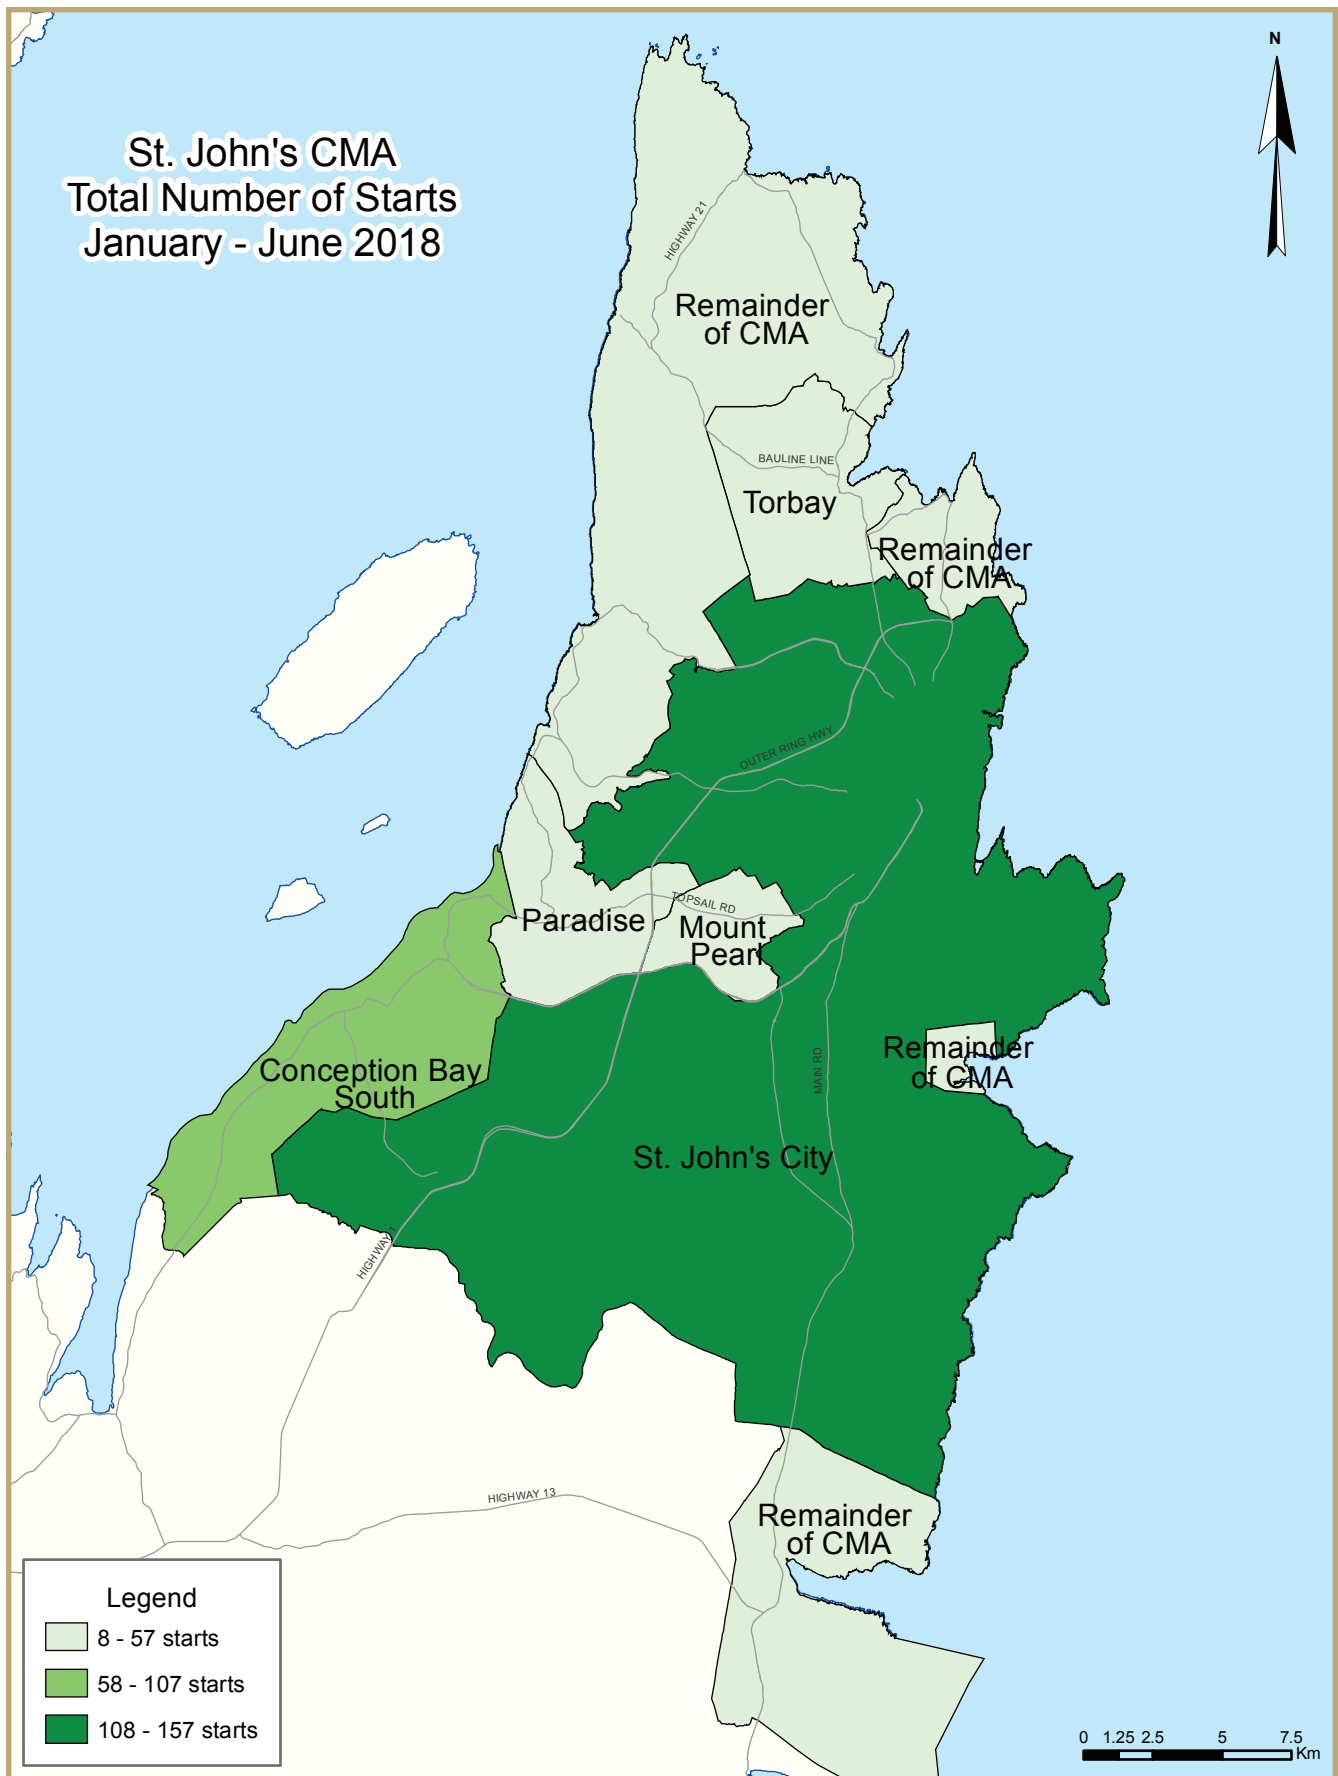 N
St. John's CMA
Total Number of Starts
January - June 2018
HIGHWAY 21
Remainder
of CMA
BAULINE LINE
Torbay
Remainder
of CMA
OUTER RING HWY
TOPSAIL RD
Paradise
Mount
Pearl
MAIN RD
Remainder
of CMA
Conception Bay
South
St. John's City
HIGHWAY 1
HIGHWAY 13
Remainder
of CMA
Legend
8 - 57 starts
58 - 107 starts
108 - 157 starts
0 1.25 2.5 5 7.5
Km